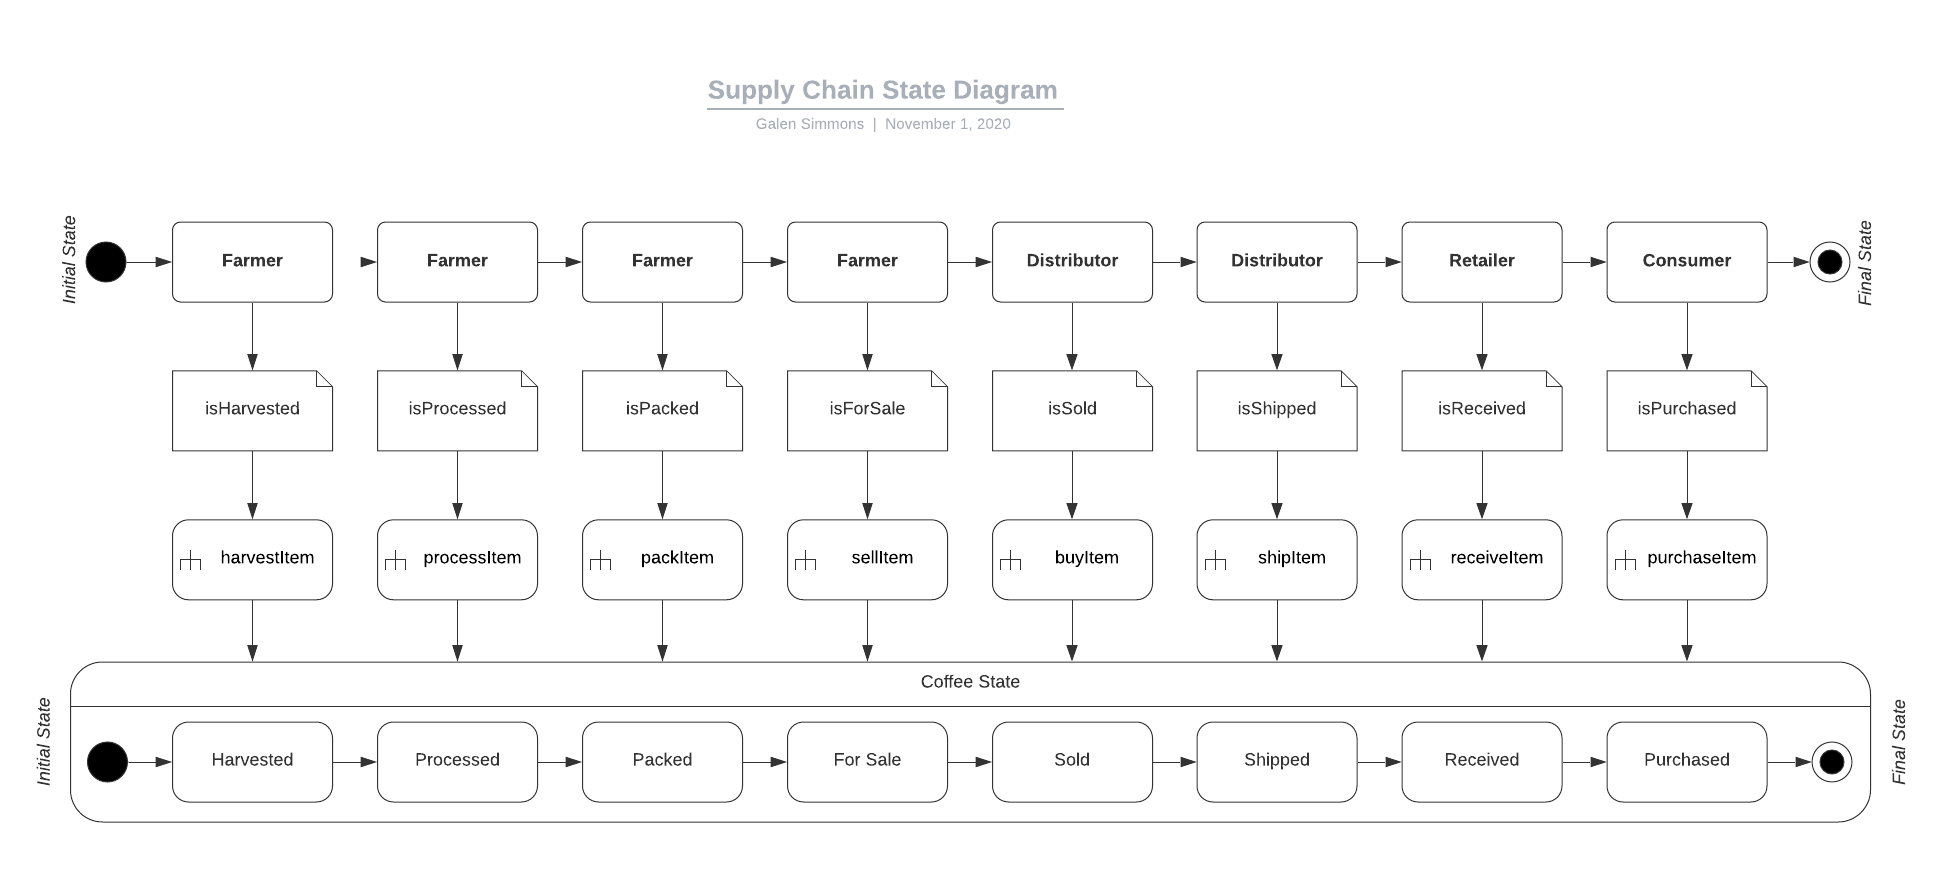 Supply Chain State Diagram
Galen Simmons | November 1, 2020
Initial State
Farmer
Farmer
Farmer
Farmer
Distributor
Distributor
Retailer
Consumer
Final State
isHarvested
isProcessed
isPacked
isForSale
isSold
isShipped
isReceived
isPurchased
harvestItem
processItem
packItem
sellItem
buyItem
shipItem
receiveItem
purchaseItem
Coffee State
Initial State
Harvested
Processed
Packed
For Sale
Sold
Shipped
Received
Purchased
Final State